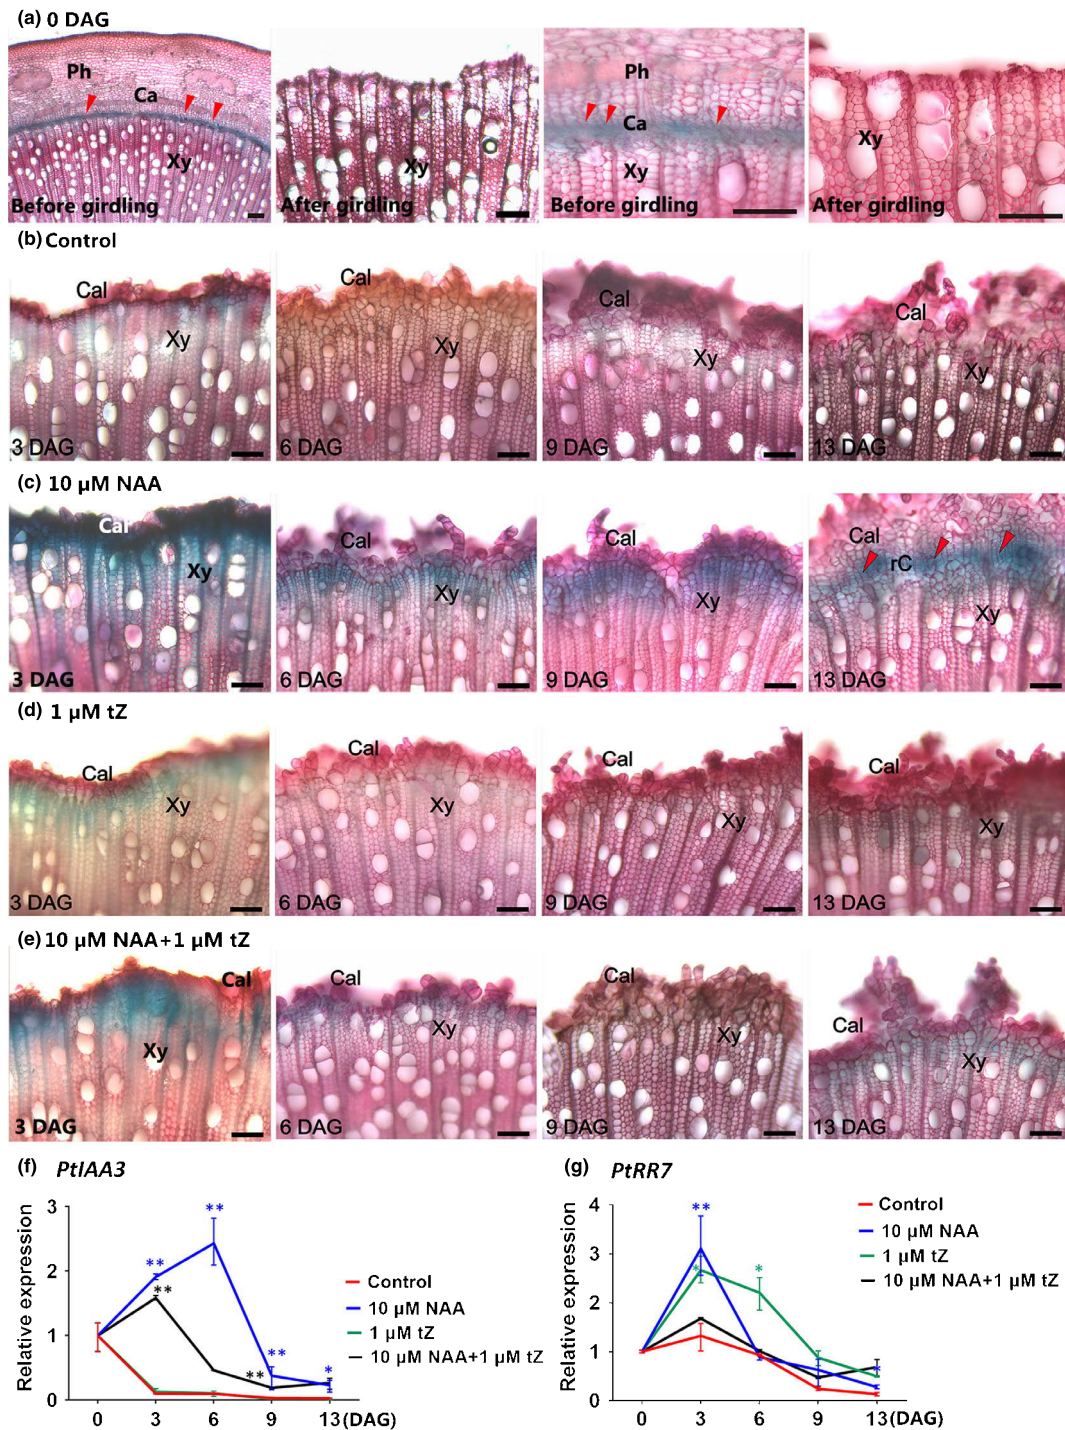 (a) 0 DAG
Ph
Ca
Xy
Before girdling
Xy
After girdling
Ph
Ca
Xy
Before girdling
Xy
After girdling
(b) Control
Cal
Xy
3 DAG
Cal
Xy
6 DAG
Cal
Xy
9 DAG
Cal
Xy
13 DAG
(c) 10 µM NAA
Cal
Xy
3 DAG
Cal
Xy
6 DAG
Cal
Xy
9 DAG
Cal
rC
Xy
13 DAG
(d) 1 µM tZ
Cal
Xy
3 DAG
Cal
Xy
6 DAG
Cal
Xy
9 DAG
Cal
Xy
13 DAG
(e) 10 µM NAA+1 µM tZ
Cal
Xy
3 DAG
Cal
Xy
6 DAG
Cal
Xy
9 DAG
Cal
Xy
13 DAG
(f) PtIAA3
Relative expression
3
2
1
0
** ** ** ** ** *
Control
10 µM NAA
1 µM tZ
10 µM NAA+1 µM tZ
0 3 6 9 13(DAG)
(g) PtRR7
Relative expression
4
3
2
1
0
** * * *
Control
10 µM NAA
1 µM tZ
10 µM NAA+1 µM tZ
0 3 6 9 13(DAG)